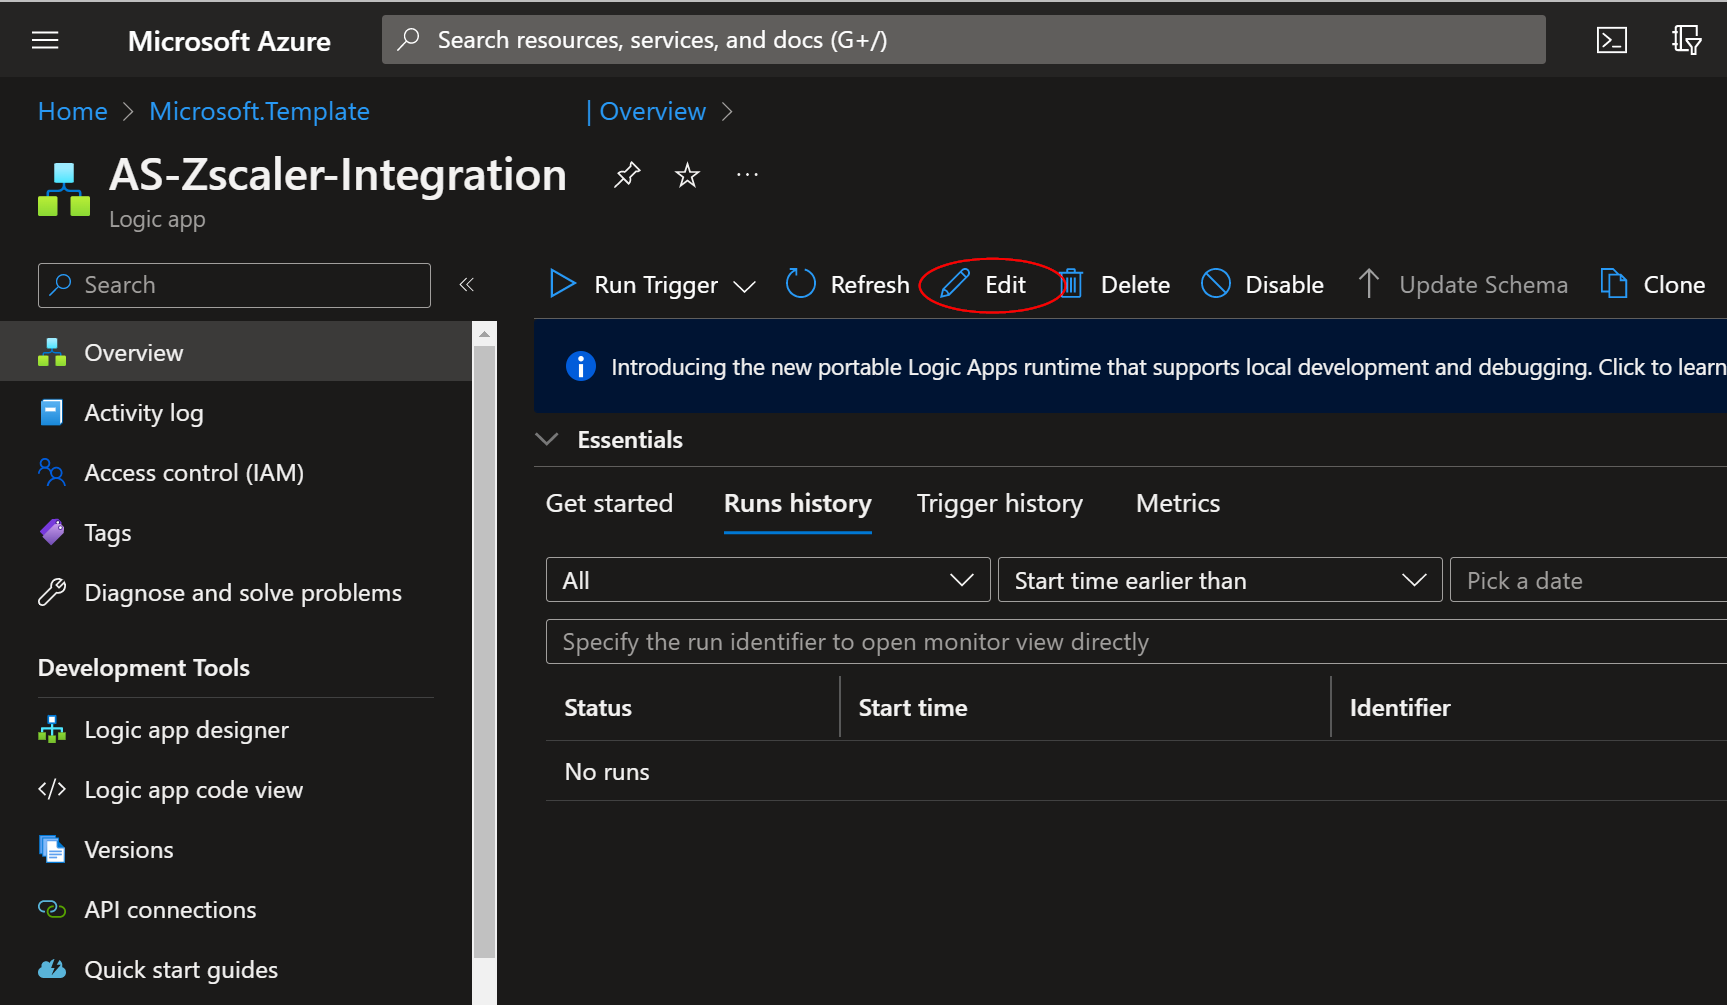 Microsoft Azure
Search resources, services, and docs (G+/)
Home > Microsoft.Template | Overview >
AS-Zscaler-Integration
...
Logic app
Search
«
Run Trigger
Refresh
Edit
Delete
Disable
Update Schema
Clone
Overview
Activity log
Access control (IAM)
Tags
Diagnose and solve problems
Development Tools
Logic app designer
</> Logic app code view
Versions
API connections
Quick start guides
Introducing the new portable Logic Apps runtime that supports local development and debugging. Click to learn
Essentials
Get started
Runs history
Trigger history
Metrics
All
Start time earlier than
Pick a date
Specify the run identifier to open monitor view directly
Status
Start time
Identifier
No runs